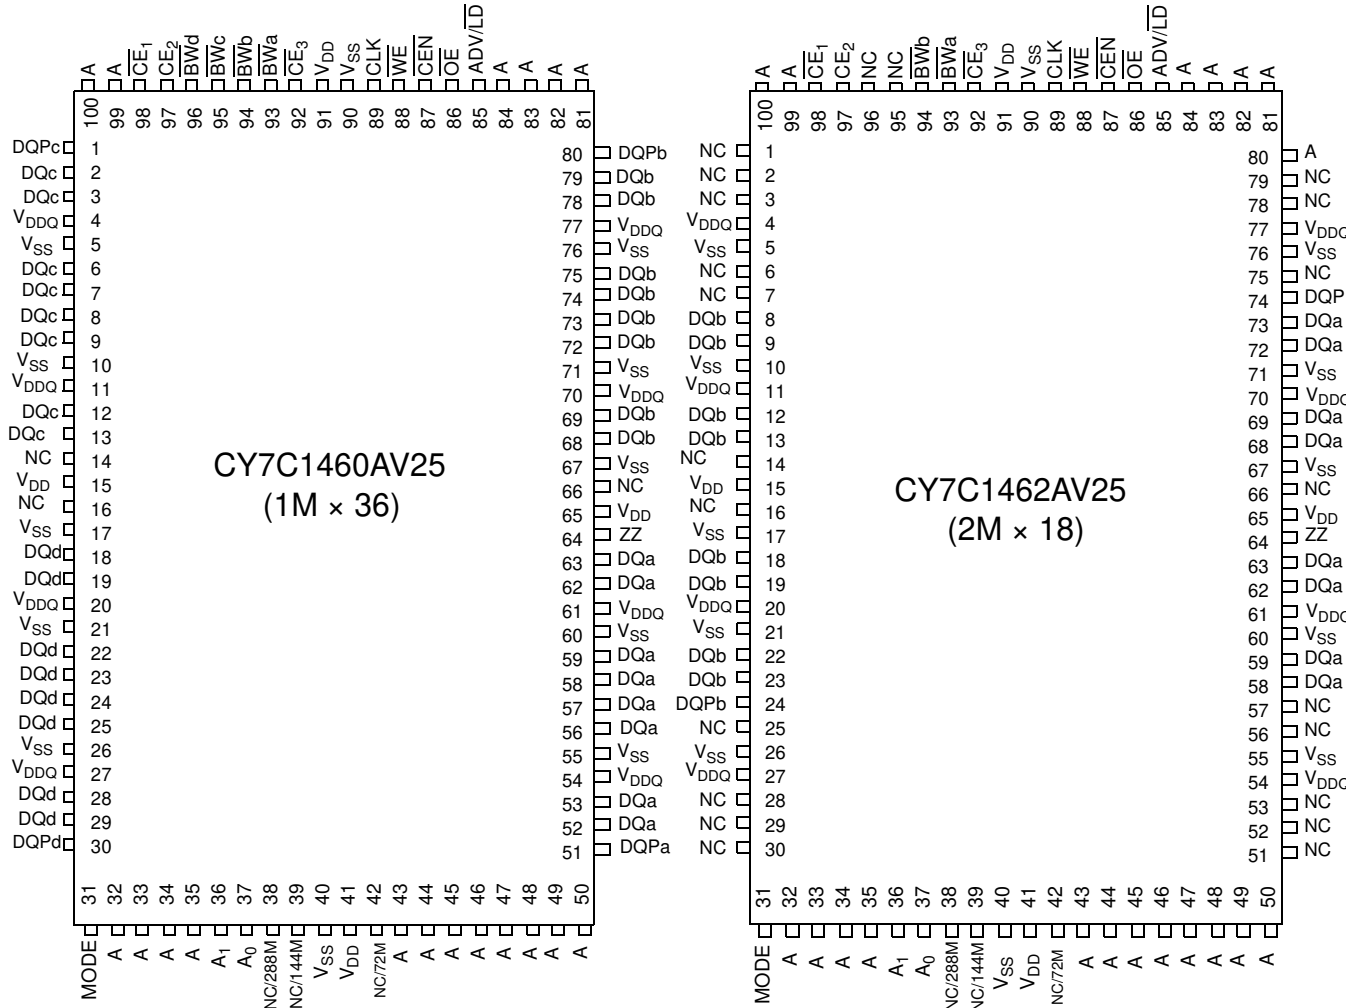 A A CE1 CE2 BWd BWc BWb BWa CE3 VDD VSS CLK WE CEN OE ADV/LD A A A A
100 99 98 97 96 95 94 93 92 91 90 89 88 87 86 85 84 83 82 81
DQPc 1
DQc 2
DQc 3
VDDQ 4
VSS 5
DQc 6
DQc 7
DQc 8
DQc 9
VSS 10
VDDQ 11
DQc 12
DQc 13
NC 14
VDD 15
NC 16
VSS 17
DQd 18
DQd 19
VDDQ 20
VSS 21
DQd 22
DQd 23
DQd 24
DQd 25
VSS 26
VDDQ 27
DQd 28
DQd 29
DQPd 30
CY7C1460AV25
(1M × 36)
80 DQPb
79 DQb
78 DQb
77 VDDQ
76 VSS
75 DQb
74 DQb
73 DQb
72 DQb
71 VSS
70 VDDQ
69 DQb
68 DQb
67 VSS
66 NC
65 VDD
64 ZZ
63 DQa
62 DQa
61 VDDQ
60 VSS
59 DQa
58 DQa
57 DQa
56 DQa
55 VSS
54 VDDQ
53 DQa
52 DQa
51 DQPa
31 32 33 34 35 36 37 38 39 40 41 42 43 44 45 46 47 48 49 50
MODE A A A A A1 A0 NC/288M NC/144M VSS VDD NC/72M A A A A A A A A
A A CE1 CE2 NC NC BWb BWa CE3 VDD VSS CLK WE CEN OE ADV/LD A A A A
100 99 98 97 96 95 94 93 92 91 90 89 88 87 86 85 84 83 82 81
NC 1
NC 2
NC 3
VDDQ 4
VSS 5
NC 6
NC 7
DQb 8
DQb 9
VSS 10
VDDQ 11
DQb 12
DQb 13
NC 14
VDD 15
NC 16
VSS 17
DQb 18
DQb 19
VDDQ 20
VSS 21
DQb 22
DQb 23
DQPb 24
NC 25
VSS 26
VDDQ 27
NC 28
NC 29
NC 30
CY7C1462AV25
(2M × 18)
80 A
79 NC
78 NC
77 VDDQ
76 VSS
75 NC
74 DQP
73 DQa
72 DQa
71 VSS
70 VDDQ
69 DQa
68 DQa
67 VSS
66 NC
65 VDD
64 ZZ
63 DQa
62 DQa
61 VDDQ
60 VSS
59 DQa
58 DQa
57 NC
56 NC
55 VSS
54 VDDQ
53 NC
52 NC
51 NC
31 32 33 34 35 36 37 38 39 40 41 42 43 44 45 46 47 48 49 50
MODE A A A A A1 A0 NC/288M NC/144M VSS VDD NC/72M A A A A A A A A